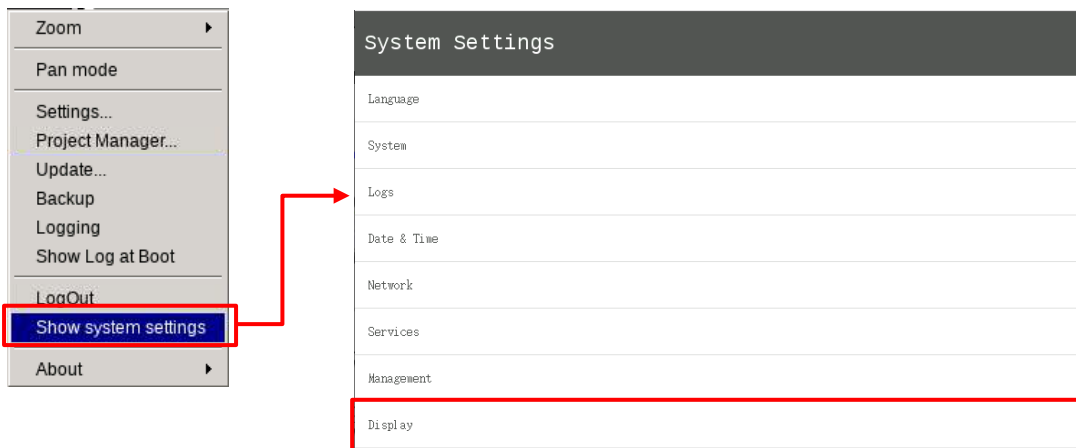 Zoom
Pan mode
Settings...
Project Manager...
Update...
Backup
Logging
Show Log at Boot
LogOut
Show system settings
About
System Settings
Language
System
Logs
Date & Time
Network
Services
Management
Display